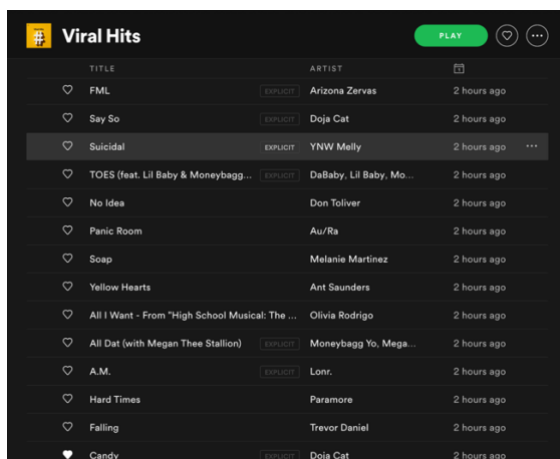 # Viral Hits PLAY
TITLE ARTIST
FML EXPLICIT Arizona Zervas 2 hours ago
Say So EXPLICIT Doja Cat 2 hours ago
Suicidal EXPLICIT YNW Melly 2 hours ago
TOES (feat. Lil Baby & Moneybagg... EXPLICIT DaBaby, Lil Baby, Mo... 2 hours ago
No Idea Don Toliver 2 hours ago
Panic Room Au/Ra 2 hours ago
Soap Melanie Martinez 2 hours ago
Yellow Hearts Ant Saunders 2 hours ago
All I Want - From "High School Musical: The ... Olivia Rodrigo 2 hours ago
All Dat (with Megan Thee Stallion) EXPLICIT Moneybagg Yo, Mega... 2 hours ago
A.M. EXPLICIT Lonr. 2 hours ago
Hard Times Paramore 2 hours ago
Falling Trevor Daniel 2 hours ago
Candy EXPLICIT Doja Cat 2 hours ago